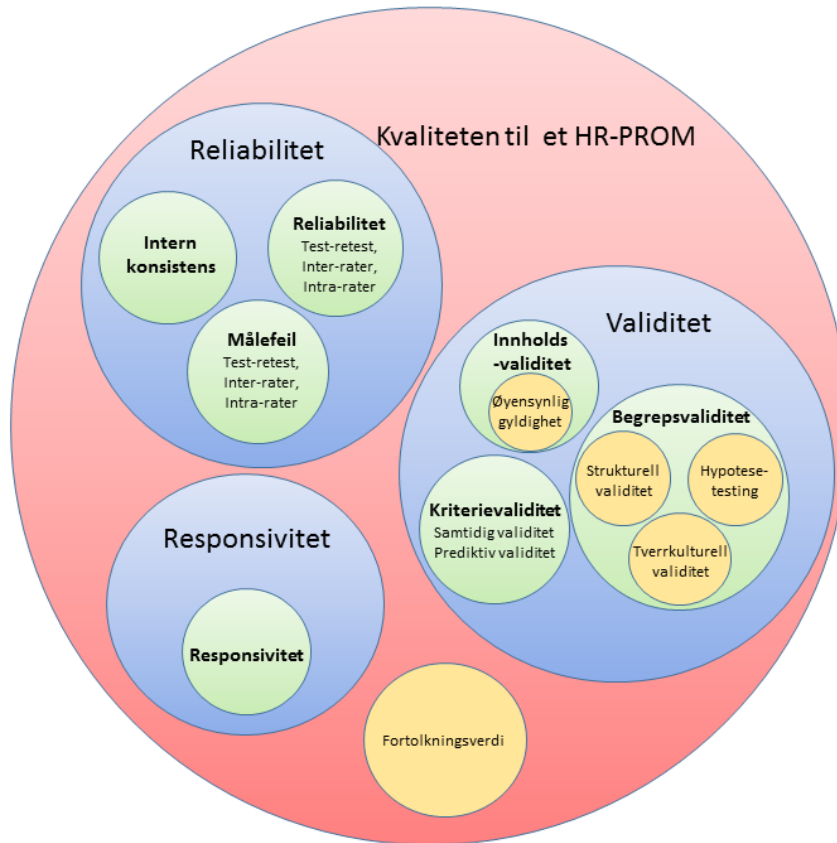 Kvaliteten til et HR-PROM
Reliabilitet
Intern
konsistens
Reliabilitet
Test-retest,
Inter-rater,
Intra-rater
Målefeil
Test-retest,
Inter-rater,
Intra-rater
Validitet
Innholds
-validitet
Øyensynlig
gyldighet
Begrepsvaliditet
Strukturell
validitet
Hypotese-
testing
Tverrkulturell
validitet
Kriterievaliditet
Samtidig validitet
Prediktiv validitet
Responsivitet
Responsivitet
Fortolkningsverdi